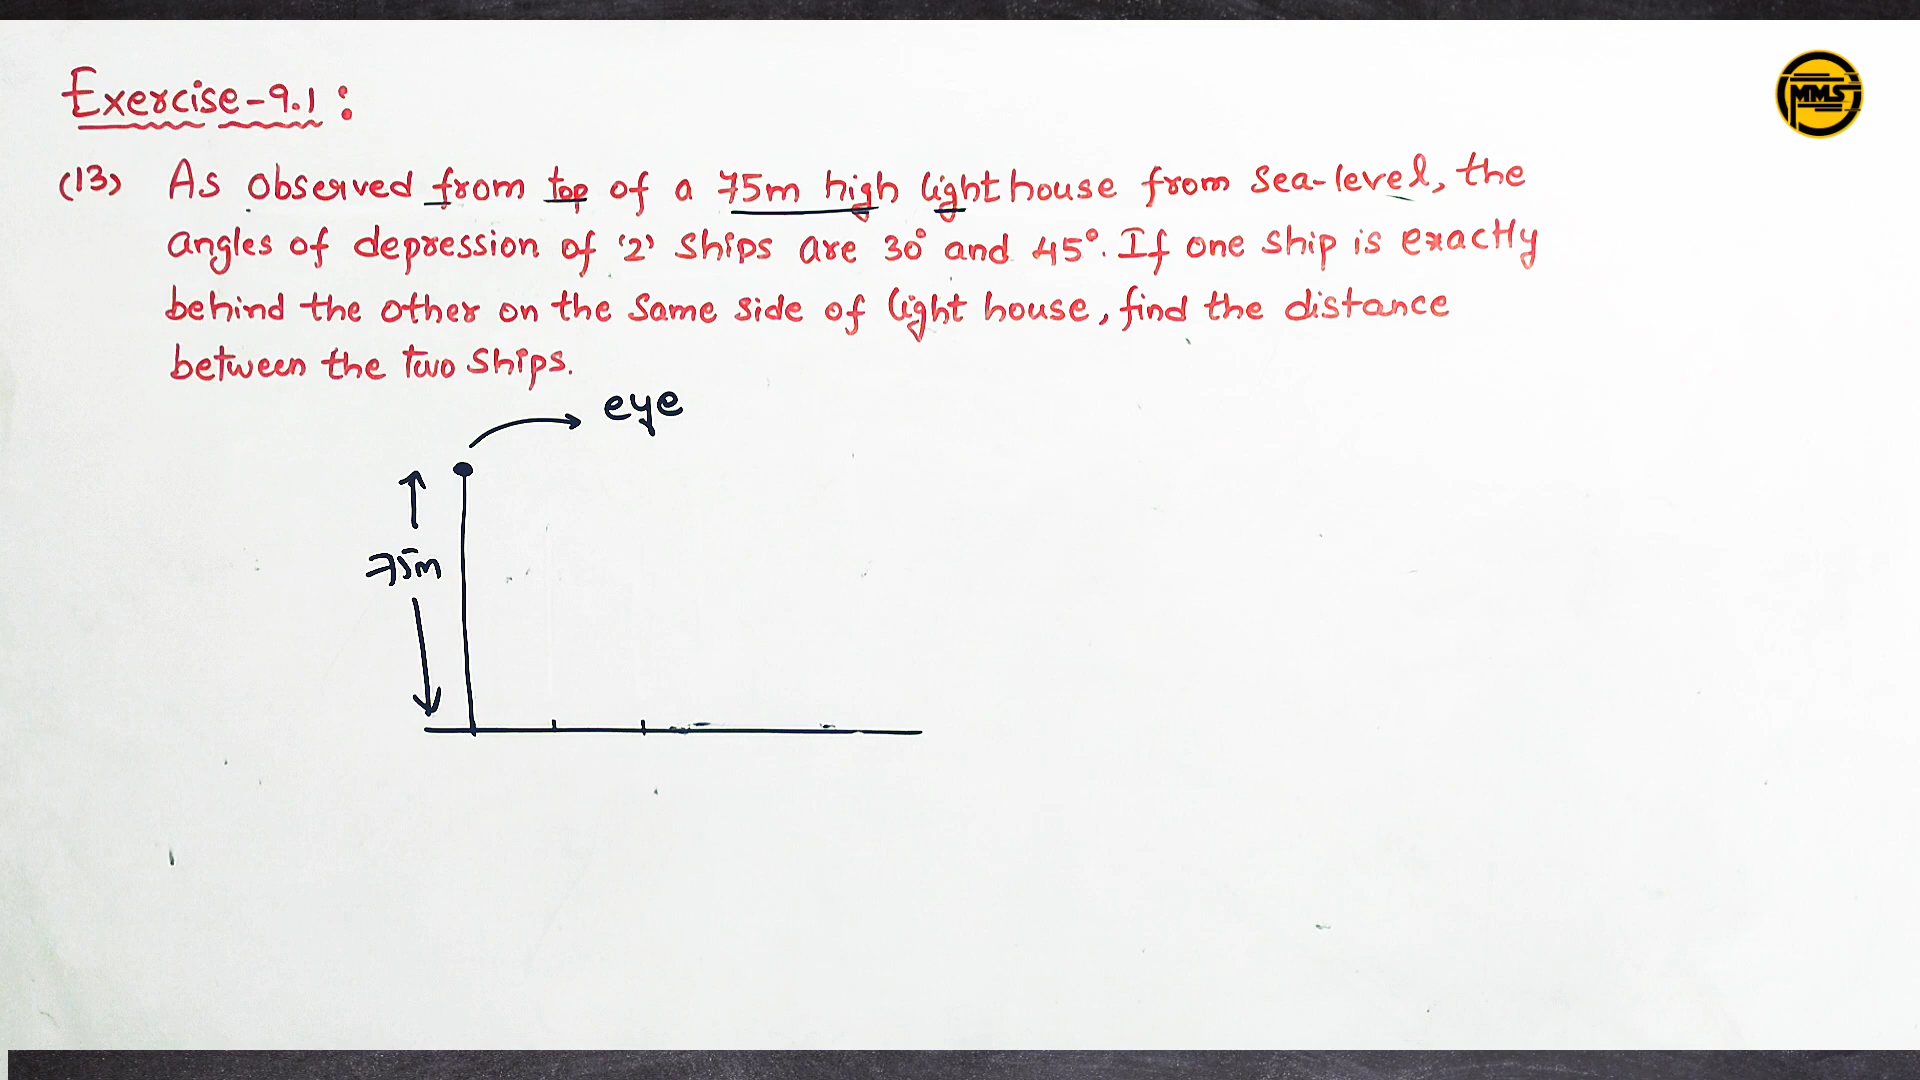 Exercise-9.1:
(13) As observed from top of a 75m high light house from sea-level, the
angles of depression of '2' ships are 30° and 45°. If one ship is exactly
behind the other on the same side of light house, find the distance
between the two ships.
eye
75m
MMS